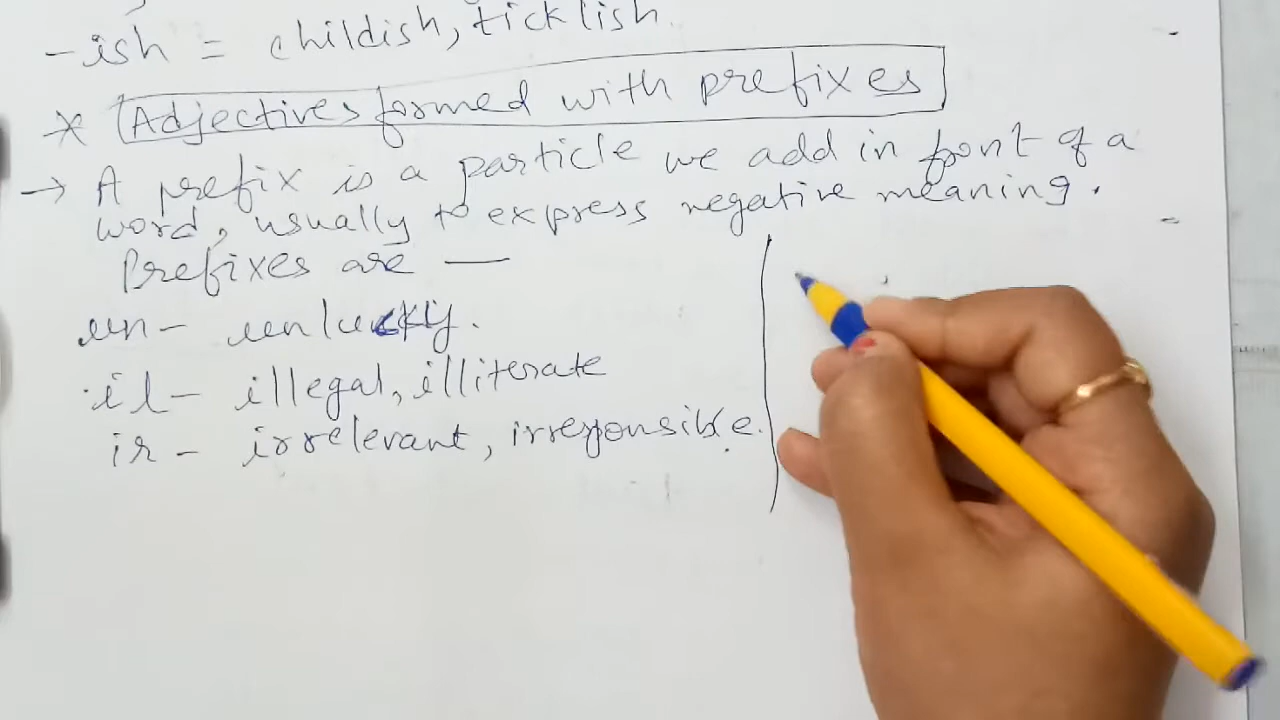 -ish = childish, ticklish.
* Adjectives formed with prefixes
→ A prefix is a particle we add in front of a
word, usually to express negative meaning.
Prefixes are —
un - unlucky.
il - illegal, illiterate
ir - irrelevant, irresponsible.